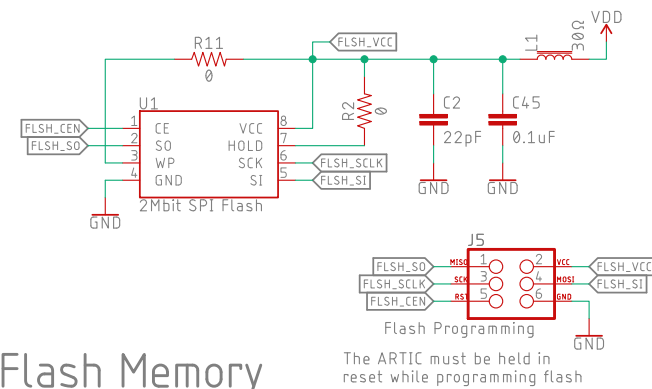 VDD
R11
0
FLSH_VCC
L1
30Ω
U1
R2
0
C2
22pF
C45
0.1uF
FLSH_CEN 1 CE VCC 8
FLSH_SO 2 SO HOLD 7
3 WP SCK 6 FLSH_SCLK
4 GND SI 5 FLSH_SI
GND
2Mbit SPI Flash
GND
GND
J5
FLSH_SO MISO 1 2 VCC FLSH_VCC
FLSH_SCLK SCK 3 4 MOSI FLSH_SI
FLSH_CEN RST 5 6 GND
Flash Programming
GND
Flash Memory
The ARTIC must be held in
reset while programming flash